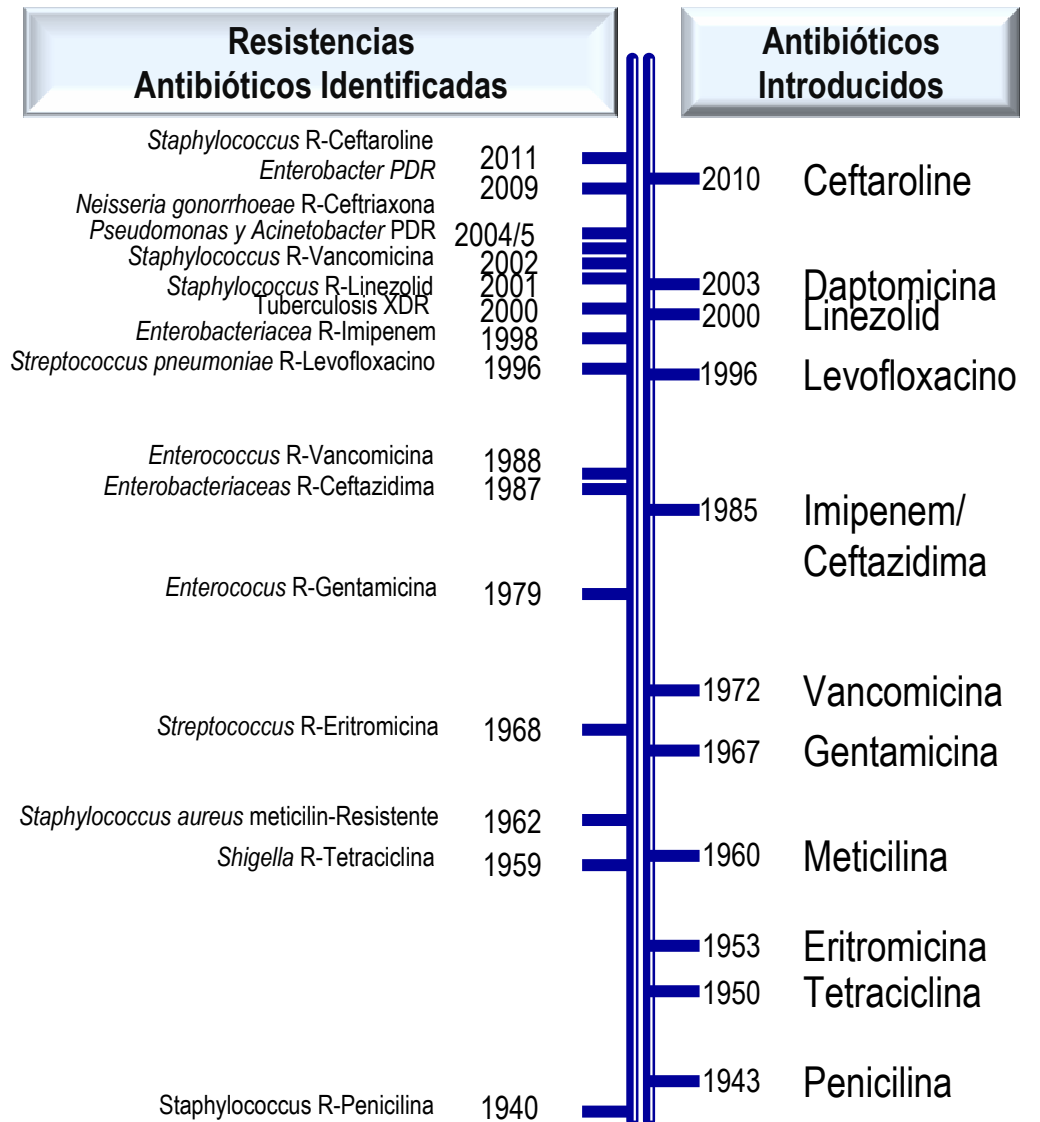 Resistencias
Antibióticos Identificadas
Staphylococcus R-Ceftaroline
2011
Enterobacter PDR
2009
Neisseria gonorrhoeae R-Ceftriaxona
Pseudomonas y Acinetobacter PDR
2004/5
Staphylococcus R-Vancomicina
2002
Staphylococcus R-Linezolid
2001
Tuberculosis XDR
2000
Enterobacteriacea R-Imipenem
1998
Streptococcus pneumoniae R-Levofloxacino
1996
Enterococcus R-Vancomicina
1988
Enterobacteriaceas R-Ceftazidima
1987
Enterococus R-Gentamicina
1979
Streptococcus R-Eritromicina
1968
Staphylococcus aureus meticilin-Resistente
1962
Shigella R-Tetraciclina
1959
Staphylococcus R-Penicilina
1940
Antibióticos
Introducidos
2010 Ceftaroline
2003 Daptomicina
2000 Linezolid
1996 Levofloxacino
1985 Imipenem/
Ceftazidima
1972 Vancomicina
1967 Gentamicina
1960 Meticilina
1953 Eritromicina
1950 Tetraciclina
1943 Penicilina